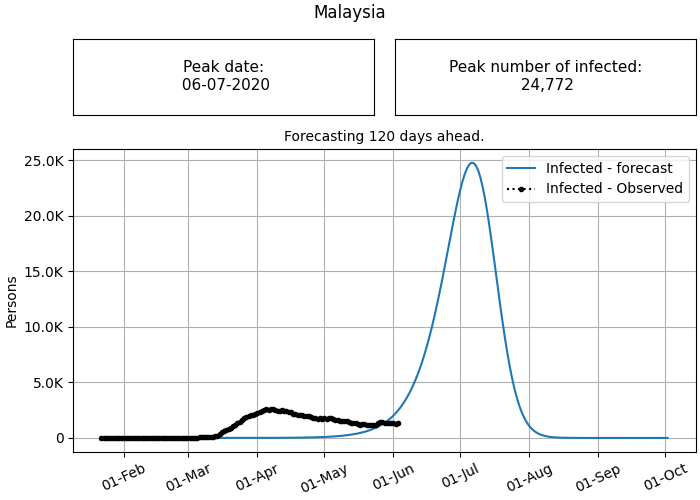 Malaysia
Peak date:
06-07-2020
Peak number of infected:
24,772
Forecasting 120 days ahead.
Infected - forecast
Infected - Observed
Persons
25.0K
20.0K
15.0K
10.0K
5.0K
0
01-Feb
01-Mar
01-Apr
01-May
01-Jun
01-Jul
01-Aug
01-Sep
01-Oct